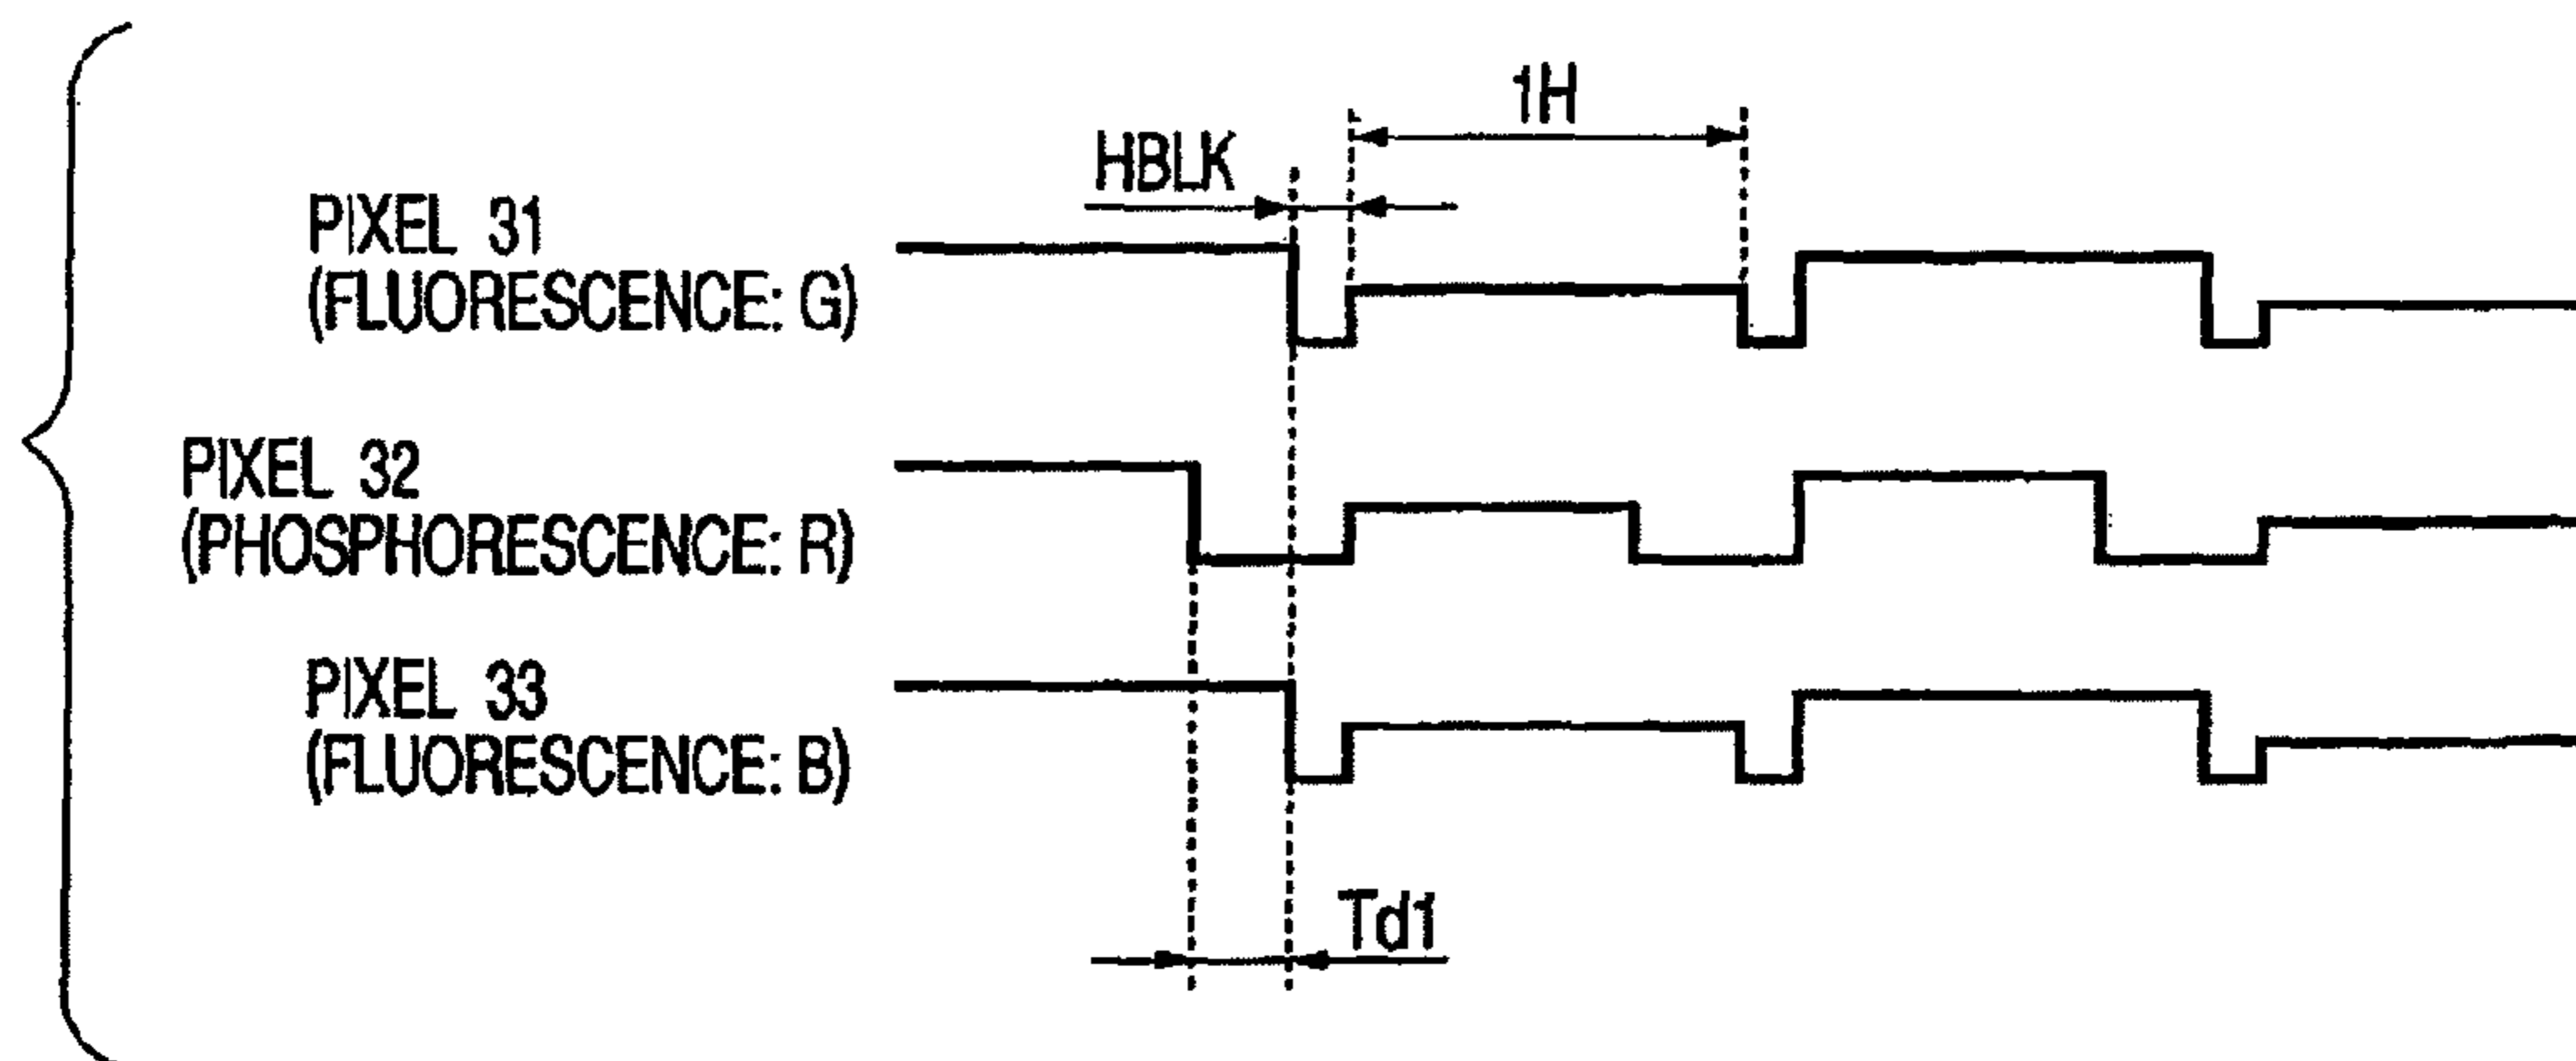 1H
HBLK
PIXEL 31
(FLUORESCENCE: G)
PIXEL 32
(PHOSPHORESCENCE: R)
PIXEL 33
(FLUORESCENCE: B)
Td1